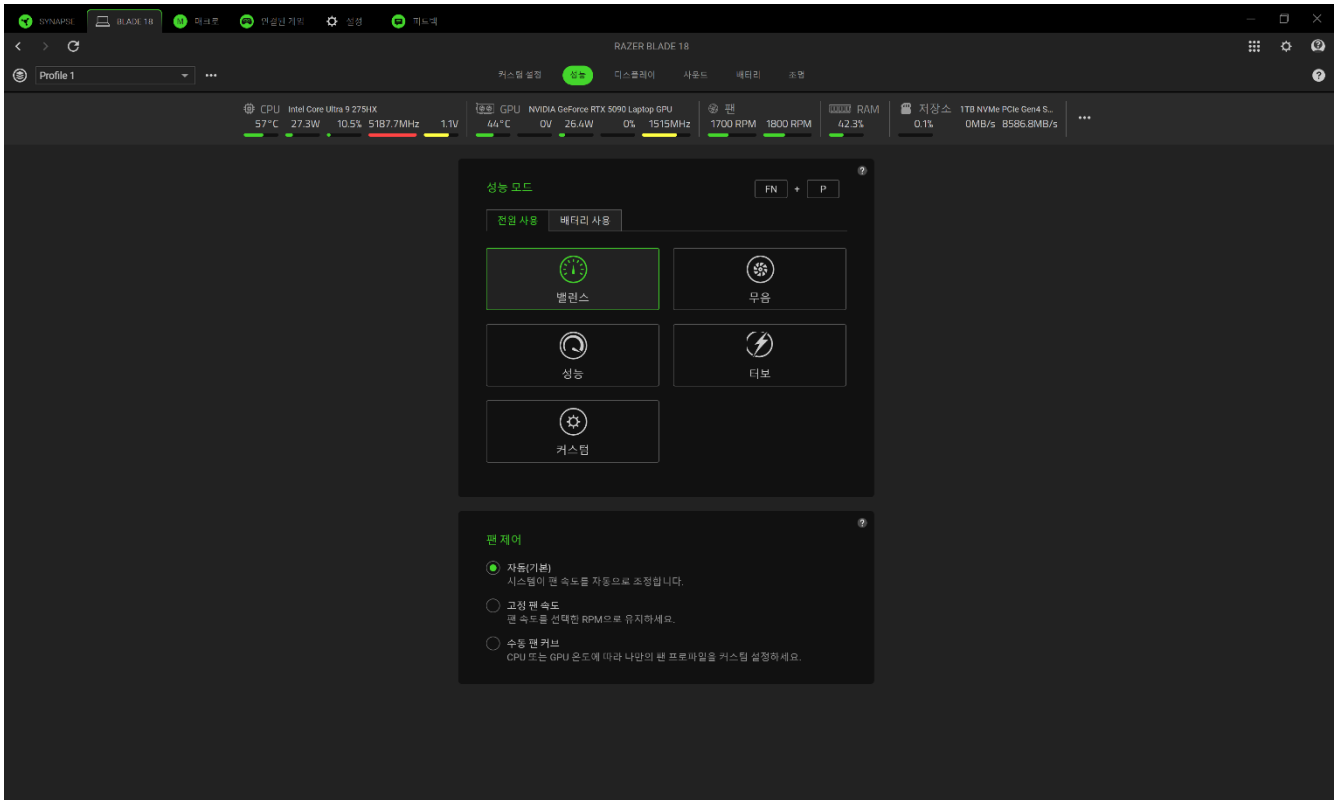 SYNAPSE BLADE 18 매크로 연결된 게임 설정 피드백
RAZER BLADE 18
Profile 1
커스텀 설정 성능 디스플레이 사운드 배터리 조명
CPU Intel Core Ultra 9 275HX
57°C 27.3W 10.5% 5187.7MHz 1.1V
GPU NVIDIA GeForce RTX 5090 Laptop GPU
44°C 0V 26.4W 0% 1515MHz
팬
1700 RPM 1800 RPM
RAM
42.3%
저장소 1TB NVMe PCIe Gen4 S...
0.1% 0MB/s 8586.8MB/s
성능 모드 FN + P
전원 사용 배터리 사용
밸런스 무음
성능 터보
커스텀
팬 제어
자동(기본)
시스템이 팬 속도를 자동으로 조정합니다.
고정 팬 속도
팬 속도를 선택한 RPM으로 유지하세요.
수동 팬 커브
CPU 또는 GPU 온도에 따라 나만의 팬 프로파일을 커스텀 설정하세요.